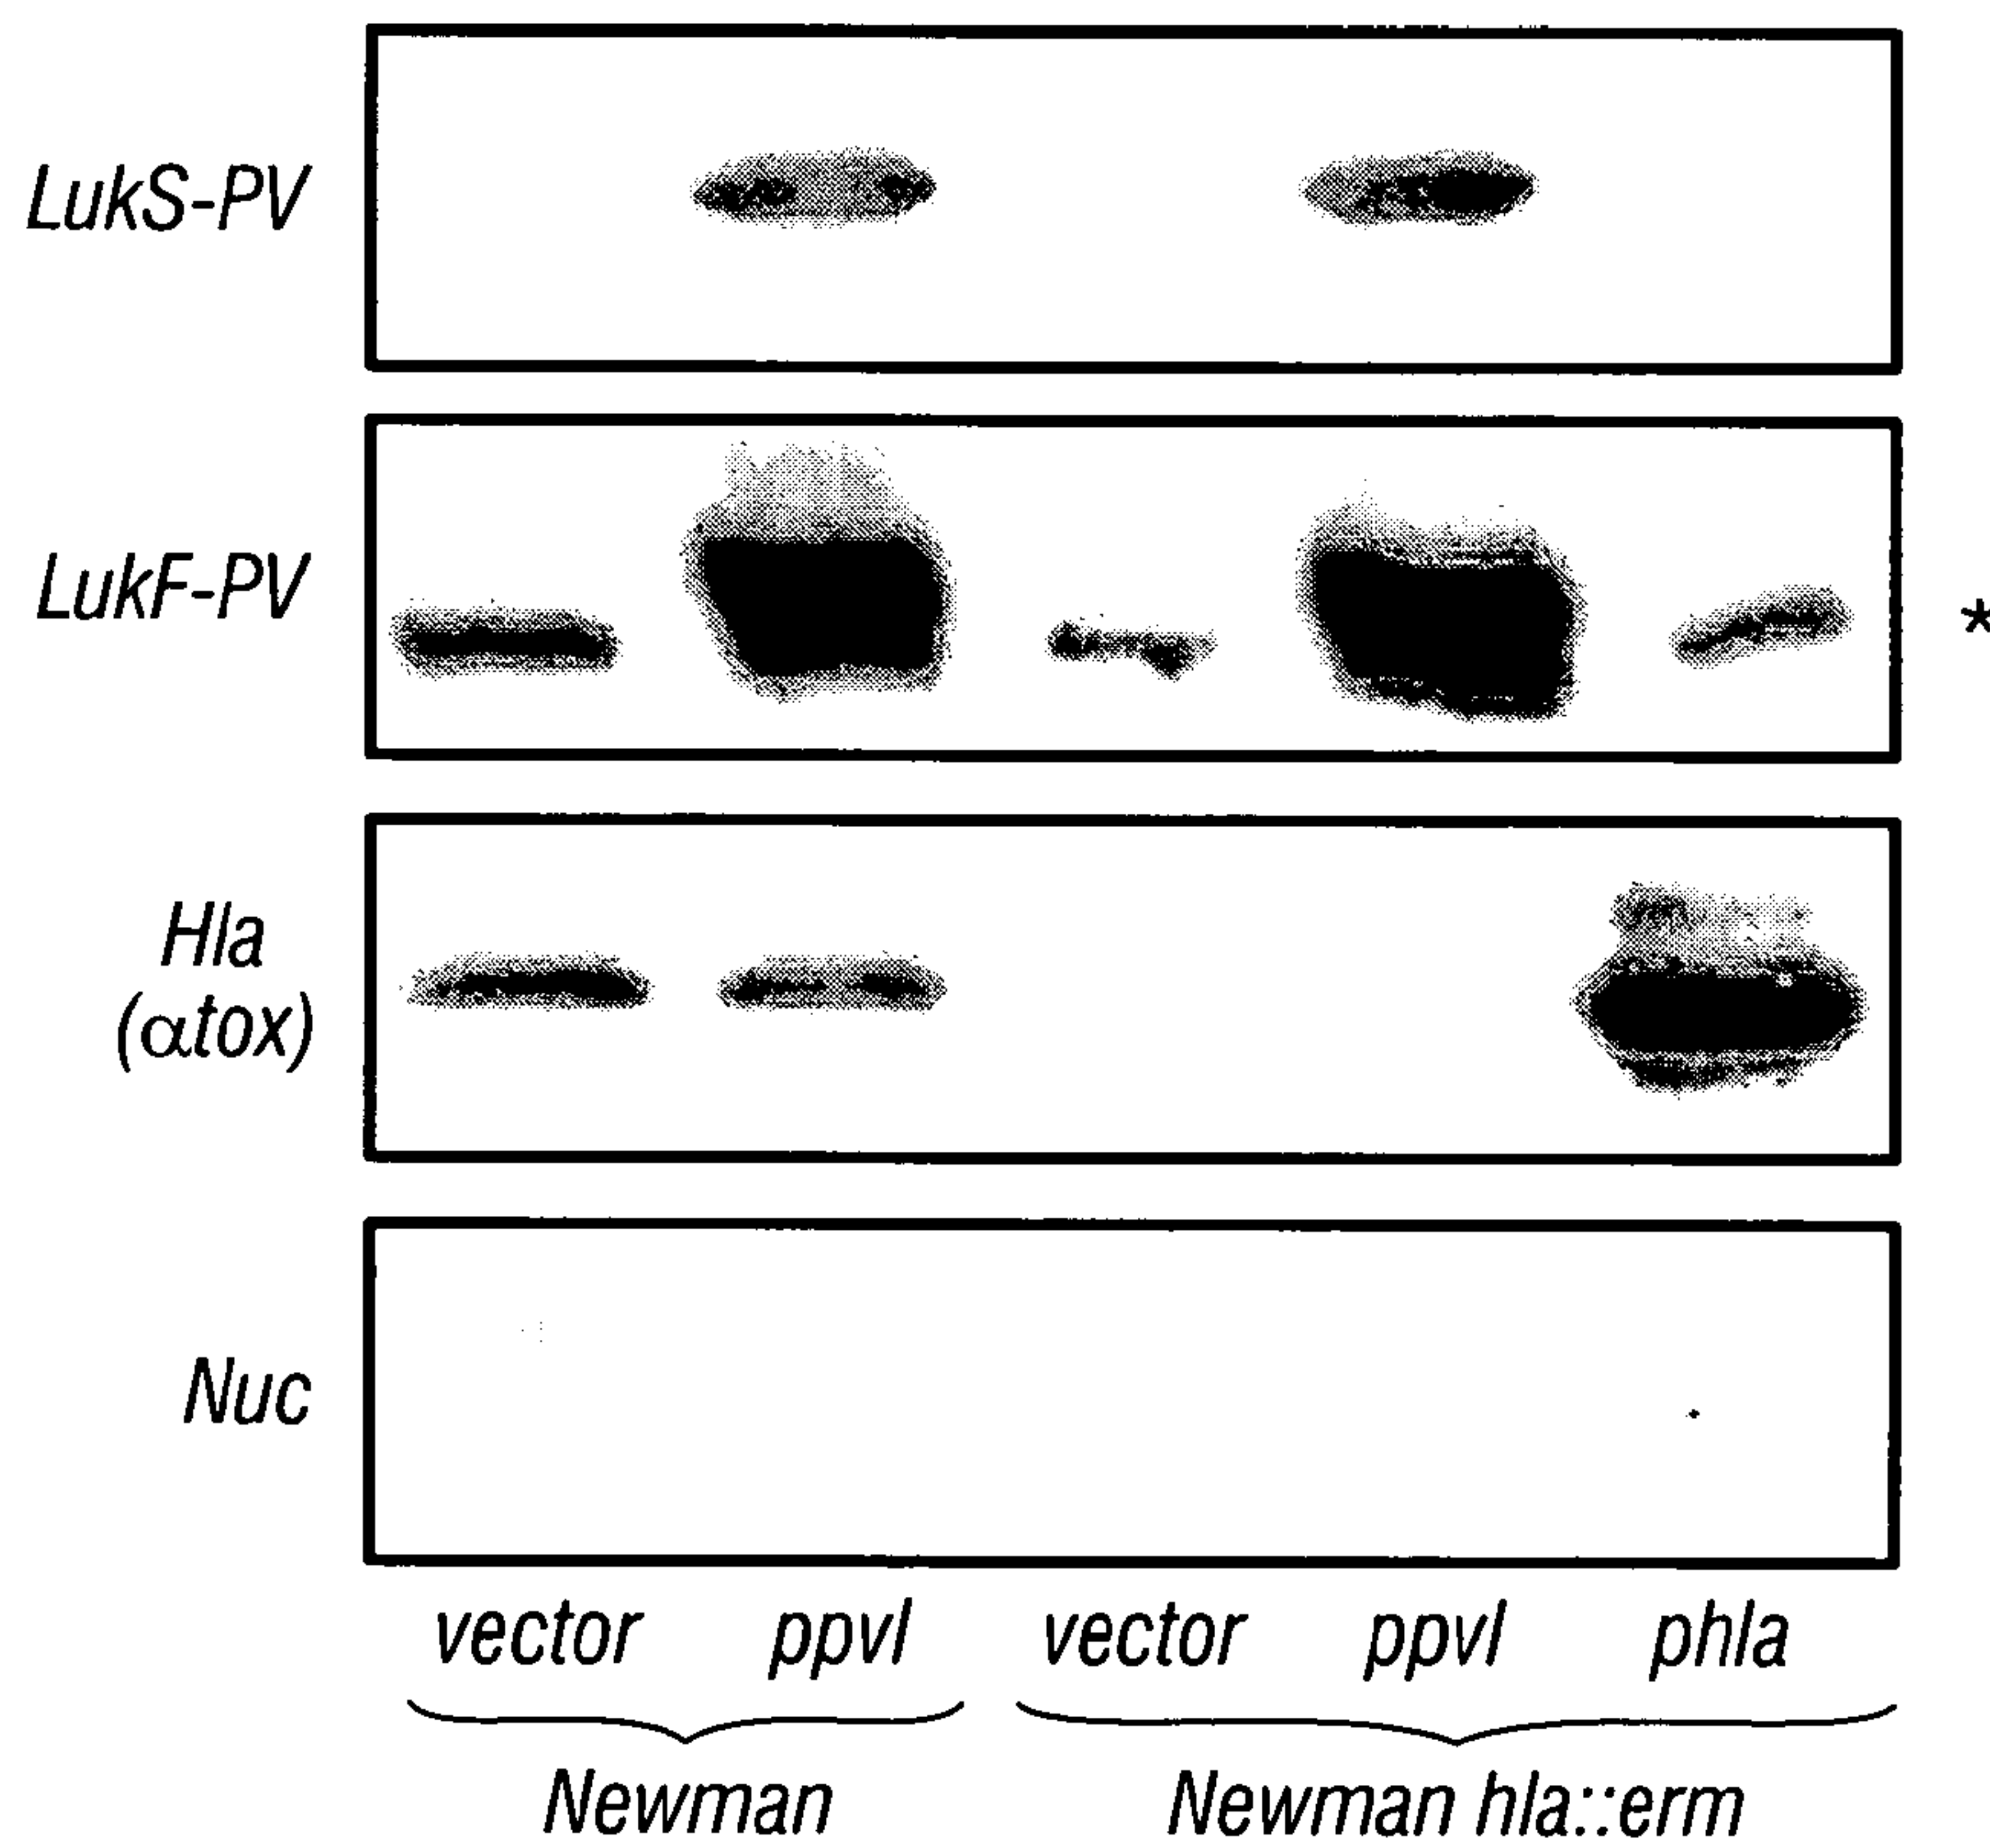 LukS-PV
LukF-PV
*
Hla
(αtox)
Nuc
vector ppvl vector ppvl phla
Newman Newman hla::erm